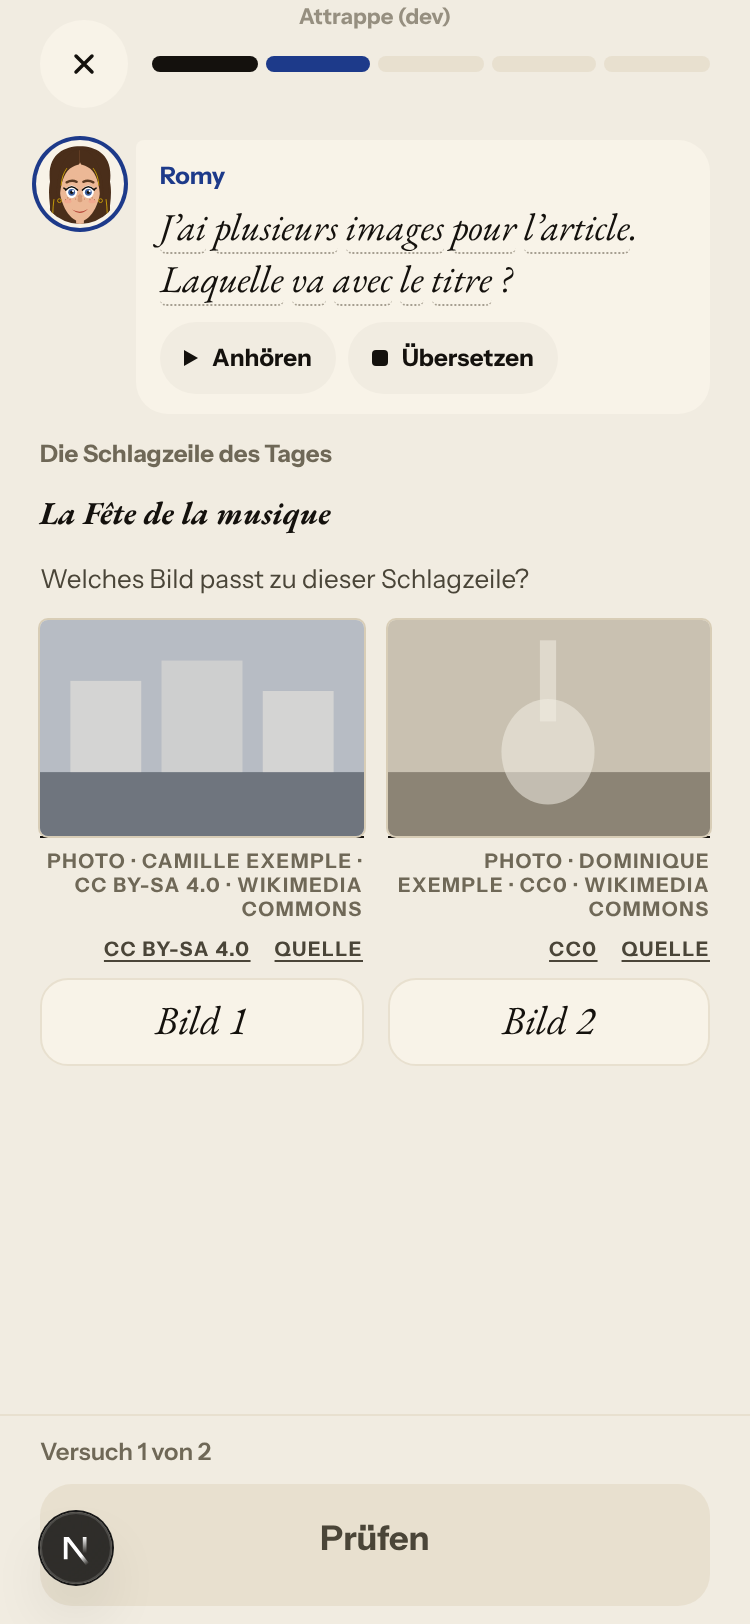 Attrappe (dev)
Romy
J’ai plusieurs images pour l’article.
Laquelle va avec le titre ?
Anhören
Übersetzen
Die Schlagzeile des Tages
La Fête de la musique
Welches Bild passt zu dieser Schlagzeile?
PHOTO · CAMILLE EXEMPLE ·
CC BY-SA 4.0 · WIKIMEDIA
COMMONS
CC BY-SA 4.0 QUELLE
Bild 1
PHOTO · DOMINIQUE
EXEMPLE · CC0 · WIKIMEDIA
COMMONS
CC0 QUELLE
Bild 2
Versuch 1 von 2
Prüfen
N